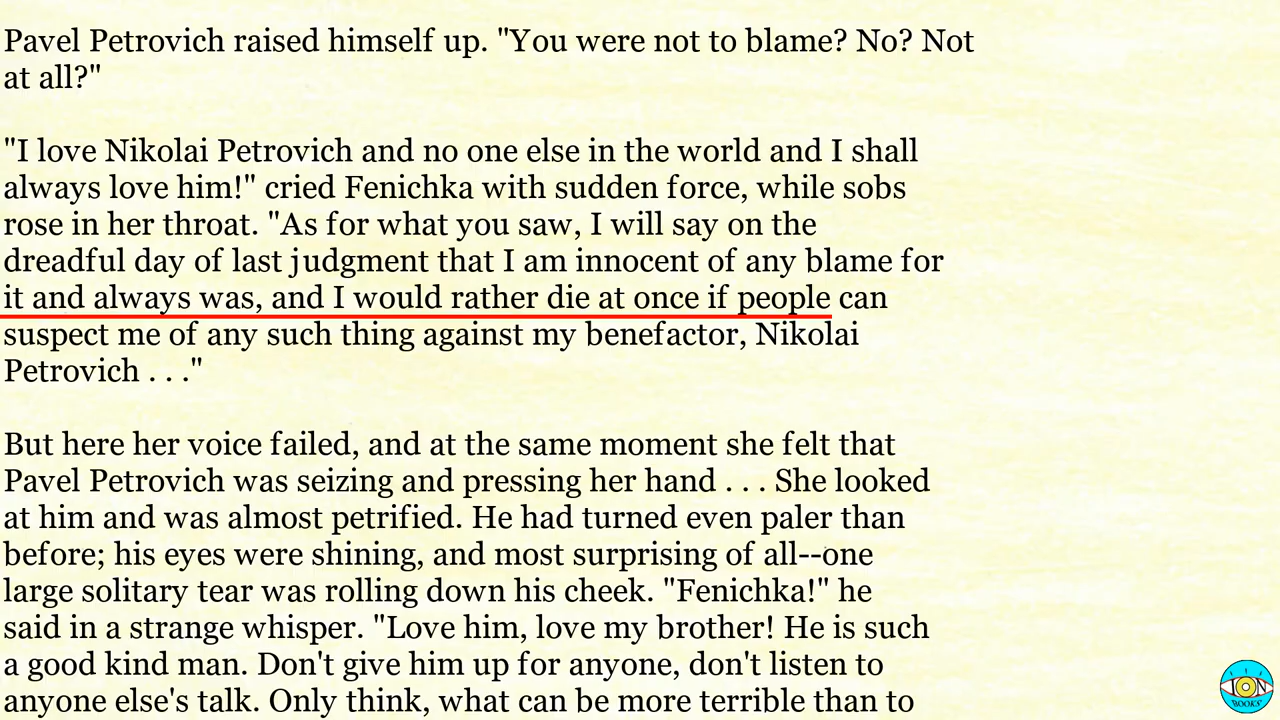 Pavel Petrovich raised himself up. "You were not to blame? No? Not
at all?"
"I love Nikolai Petrovich and no one else in the world and I shall
always love him!" cried Fenichka with sudden force, while sobs
rose in her throat. "As for what you saw, I will say on the
dreadful day of last judgment that I am innocent of any blame for
it and always was, and I would rather die at once if people can
suspect me of any such thing against my benefactor, Nikolai
Petrovich . . ."
But here her voice failed, and at the same moment she felt that
Pavel Petrovich was seizing and pressing her hand . . . She looked
at him and was almost petrified. He had turned even paler than
before; his eyes were shining, and most surprising of all--one
large solitary tear was rolling down his cheek. "Fenichka!" he
said in a strange whisper. "Love him, love my brother! He is such
a good kind man. Don't give him up for anyone, don't listen to
anyone else's talk. Only think, what can be more terrible than to
ION
BOOKS